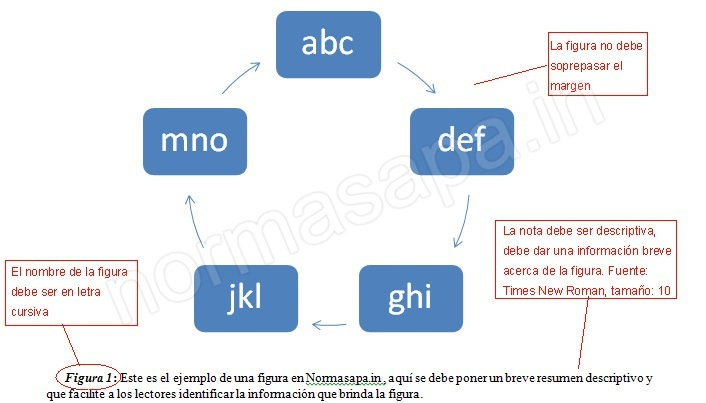 abc
La figura no debe
soprepasar el
margen
mno
def
normasapa.in
La nota debe ser descriptiva,
debe dar una información breve
acerca de la figura. Fuente:
Times New Roman, tamaño: 10
El nombre de la figura
debe ser en letra
cursiva
jkl
ghi
Figura 1: Este es el ejemplo de una figura en Normasapa.in , aquí se debe poner un breve resumen descriptivo y
que facilite a los lectores identificar la información que brinda la figura.